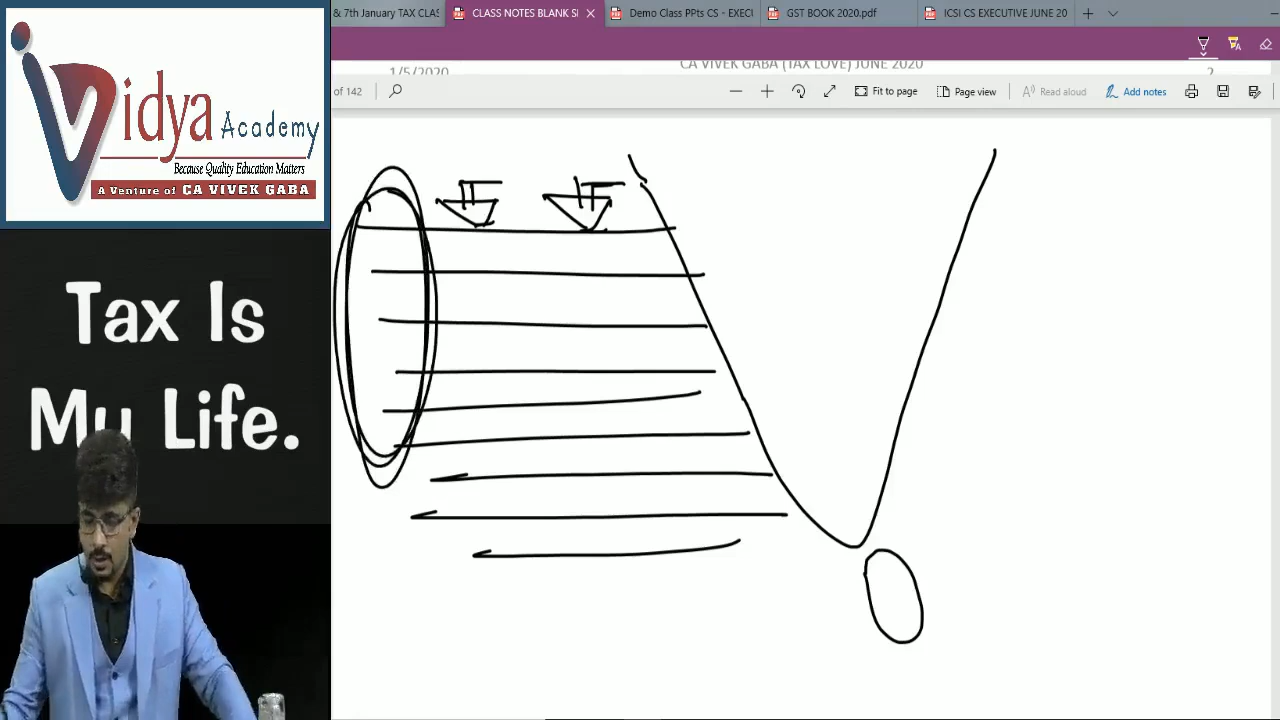 & 7th January TAX CLAS
CLASS NOTES BLANK SI
Demo Class PPts CS - EXECU
GST BOOK 2020.pdf
ICSI CS EXECUTIVE JUNE 20
1/5/2020
CA VIVEK GABA (TAX LOVE) JUNE 2020
2
of 142
Fit to page
Page view
Read aloud
Add notes
Vidya Academy
Because Quality Education Matters
A Venture of CA VIVEK GABA
Tax Is
My Life.